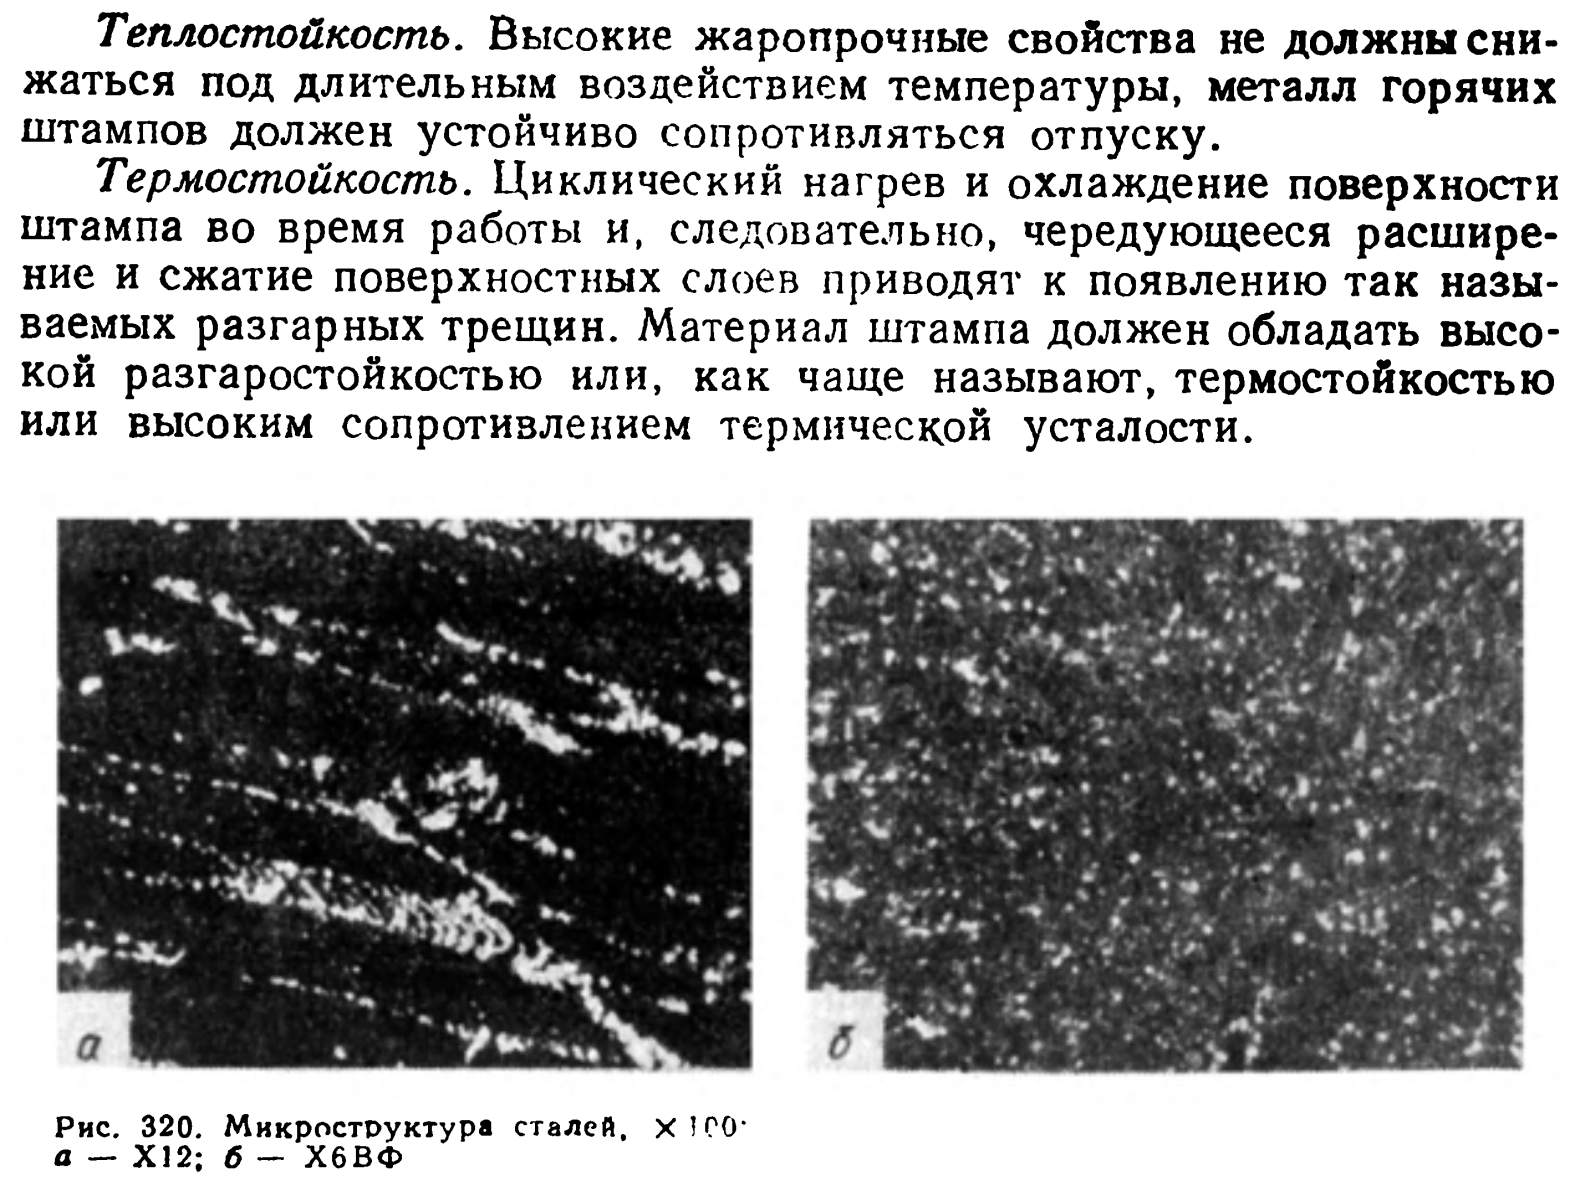 Теплостойкость. Высокие жаропрочные свойства не должны сни-
жаться под длительным воздействием температуры, металл горячих
штампов должен устойчиво сопротивляться отпуску.
Термостойкость. Циклический нагрев и охлаждение поверхности
штампа во время работы и, следовательно, чередующееся расшире-
ние и сжатие поверхностных слоев приводят к появлению так назы-
ваемых разгарных трещин. Материал штампа должен обладать высо-
кой разгаростойкостью или, как чаще называют, термостойкостью
или высоким сопротивлением термической усталости.
а
б
Рис. 320. Микроструктура сталей, ×100·
а — Х12; б — Х6ВФ